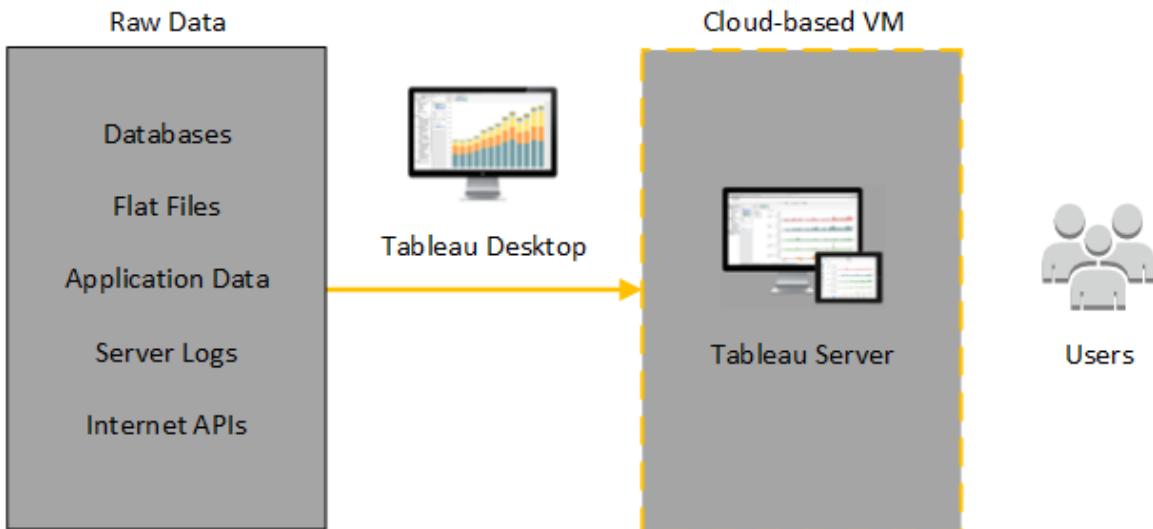 Raw Data
Databases
Flat Files
Application Data
Server Logs
Internet APIs
Tableau Desktop
Cloud-based VM
Tableau Server
Users